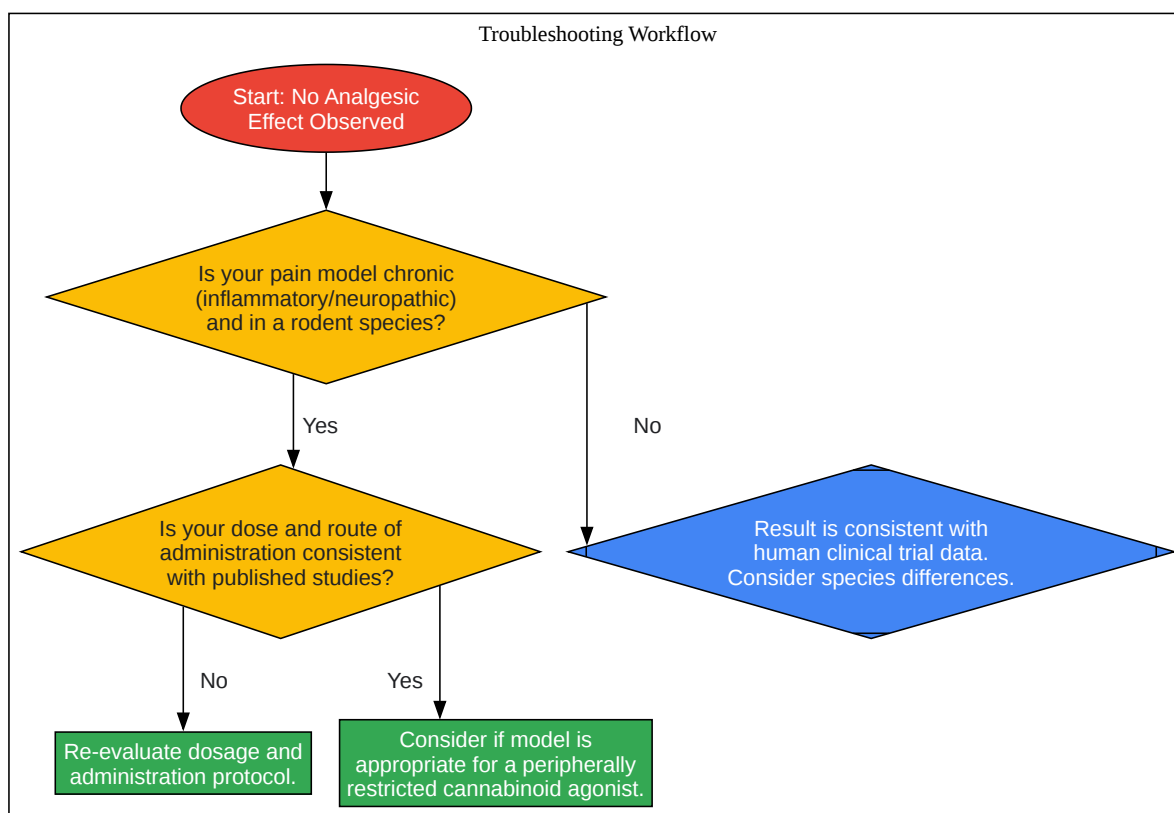 Troubleshooting Workflow
Start: No Analgesic
Effect Observed
Is your pain model chronic
(inflammatory/neuropathic)
and in a rodent species?
Yes
No
Is your dose and route of
administration consistent
with published studies?
Result is consistent with
human clinical trial data.
Consider species differences.
No
Yes
Re-evaluate dosage and
administration protocol.
Consider if model is
appropriate for a peripherally
restricted cannabinoid agonist.